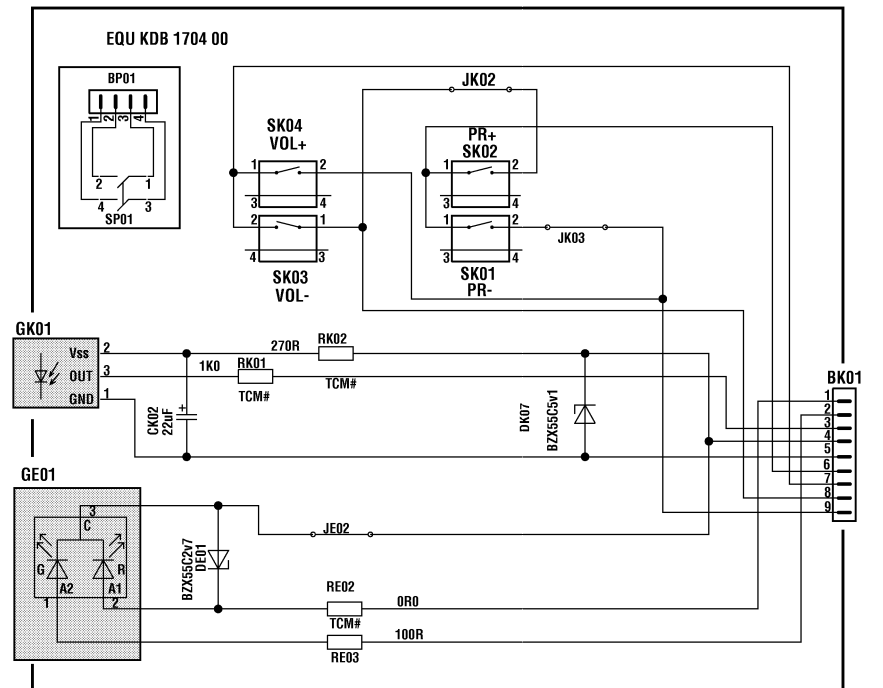 EQU KDB 1704 00
BP01
1 2 3 4
2 1
4 3
SP01
JK02
SK04
VOL+
1 2
3 4
2 1
4 3
SK03
VOL-
PR+
SK02
1 2
3 4
1 2
3 4
SK01
PR-
JK03
GK01
Vss 2
OUT 3
GND 1
270R
RK02
1K0
RK01
TCM#
TCM#
CK02
22uF
+
DK07
BZX55C5v1
BK01
1
2
3
4
5
6
7
8
9
GE01
3
C
G
R
A2
A1
1
2
BZX55C2v7
DE01
JE02
RE02
0R0
TCM#
100R
RE03